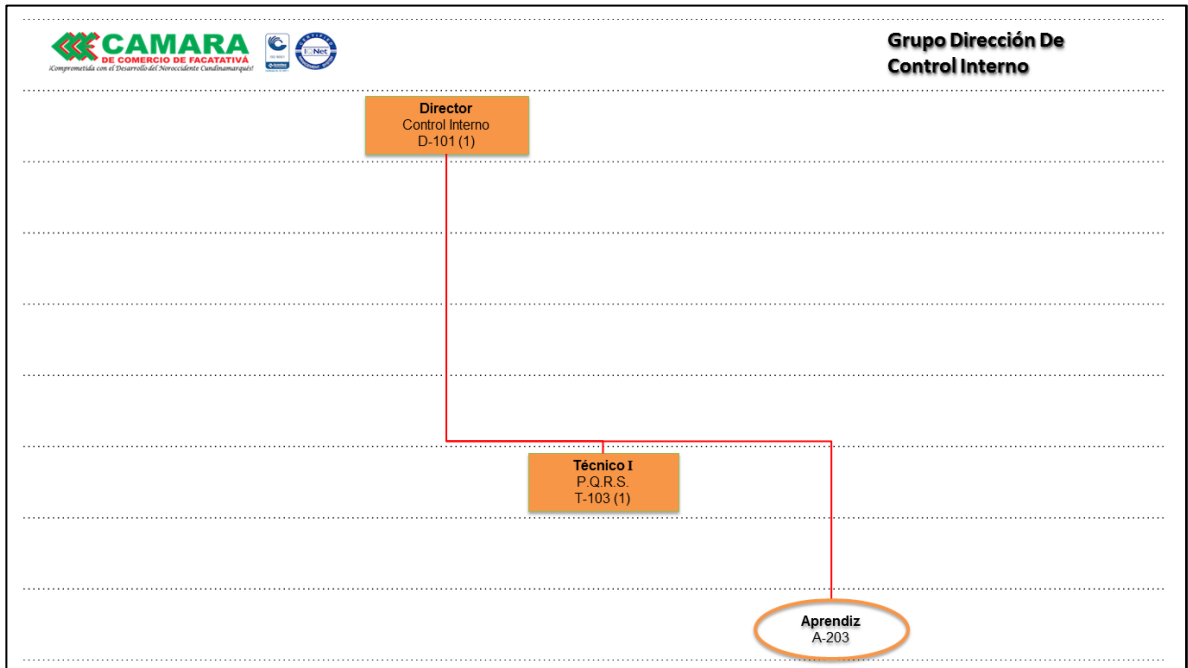 CAMARA
DE COMERCIO DE FACATATIVÁ
¡Comprometida con el Desarrollo del Noroccidente Cundinamarqués!
IQNet
Grupo Dirección De
Control Interno
Director
Control Interno
D-101 (1)
Técnico I
P.Q.R.S.
T-103 (1)
Aprendiz
A-203